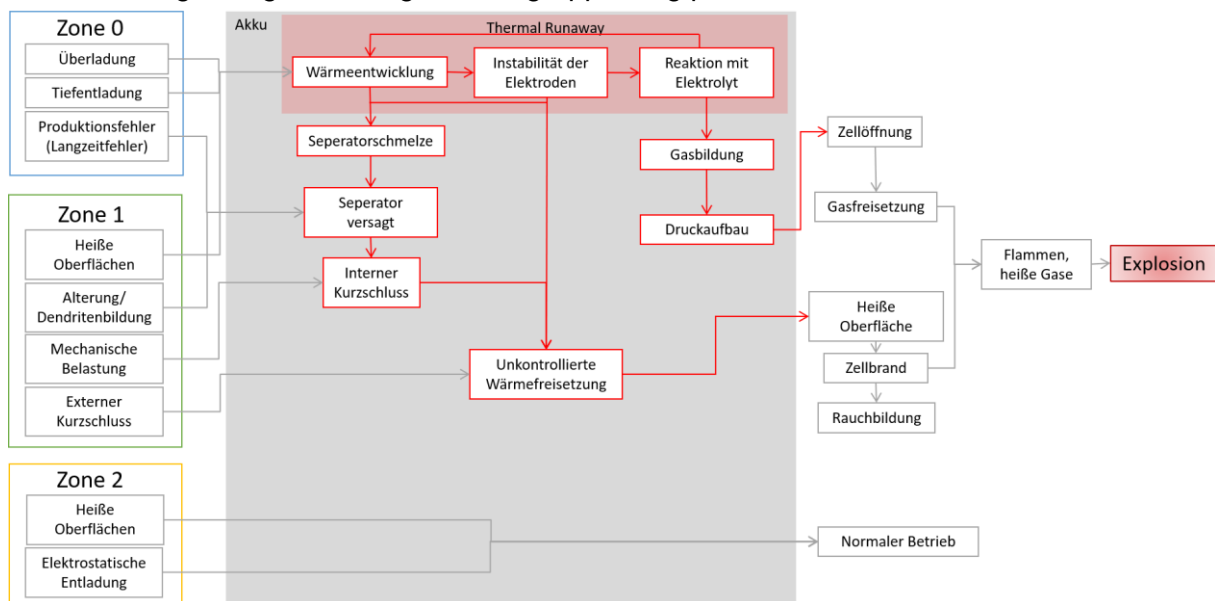 Zone 0
Überladung
Tiefentladung
Produktionsfehler
(Langzeitfehler)
Zone 1
Heiße
Oberflächen
Alterung/
Dendritenbildung
Mechanische
Belastung
Externer
Kurzschluss
Zone 2
Heiße
Oberflächen
Elektrostatische
Entladung
Akku
Thermal Runaway
Wärmeentwicklung
Instabilität der
Elektroden
Reaktion mit
Elektrolyt
Seperatorschmelze
Seperator
versagt
Interner
Kurzschluss
Gasbildung
Druckaufbau
Unkontrollierte
Wärmefreisetzung
Zellöffnung
Gasfreisetzung
Heiße
Oberfläche
Zellbrand
Rauchbildung
Normaler Betrieb
Flammen,
heiße Gase
Explosion